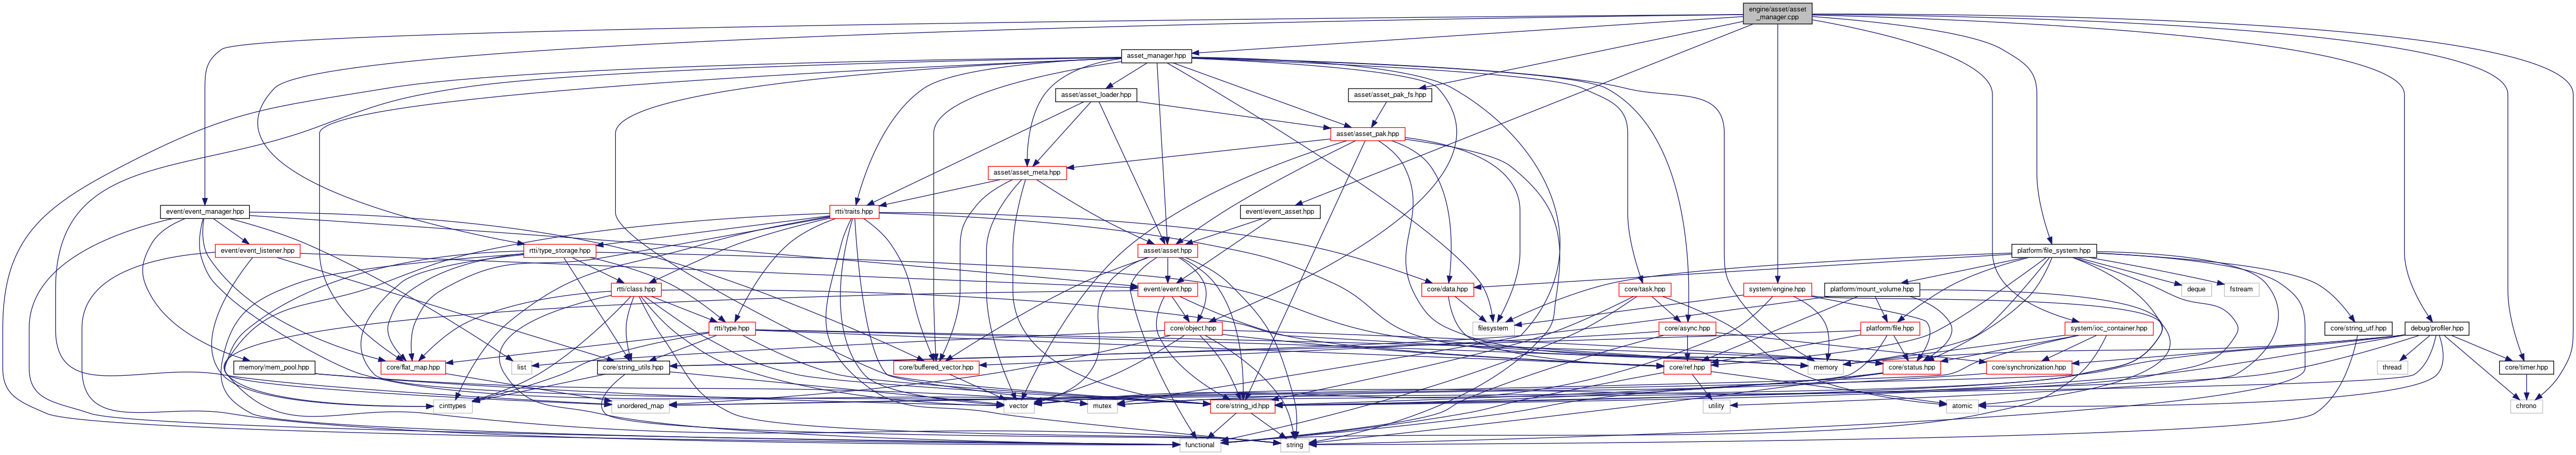 engine/asset/asset
_manager.cpp
asset_manager.hpp
asset/asset_loader.hpp
asset/asset_pak_fs.hpp
asset/asset_pak.hpp
asset/asset_meta.hpp
event/event_manager.hpp
rtti/traits.hpp
event/event_asset.hpp
event/event_listener.hpp
rtti/type_storage.hpp
asset/asset.hpp
platform/file_system.hpp
rtti/class.hpp
event/event.hpp
core/data.hpp
core/task.hpp
system/engine.hpp
platform/mount_volume.hpp
deque
fstream
rtti/type.hpp
core/object.hpp
filesystem
core/async.hpp
platform/file.hpp
system/ioc_container.hpp
core/string_utf.hpp
debug/profiler.hpp
memory/mem_pool.hpp
core/flat_map.hpp
list
core/string_utils.hpp
core/buffered_vector.hpp
core/ref.hpp
memory
core/status.hpp
core/synchronization.hpp
thread
core/timer.hpp
cinttypes
unordered_map
vector
mutex
core/string_id.hpp
utility
atomic
chrono
functional
string